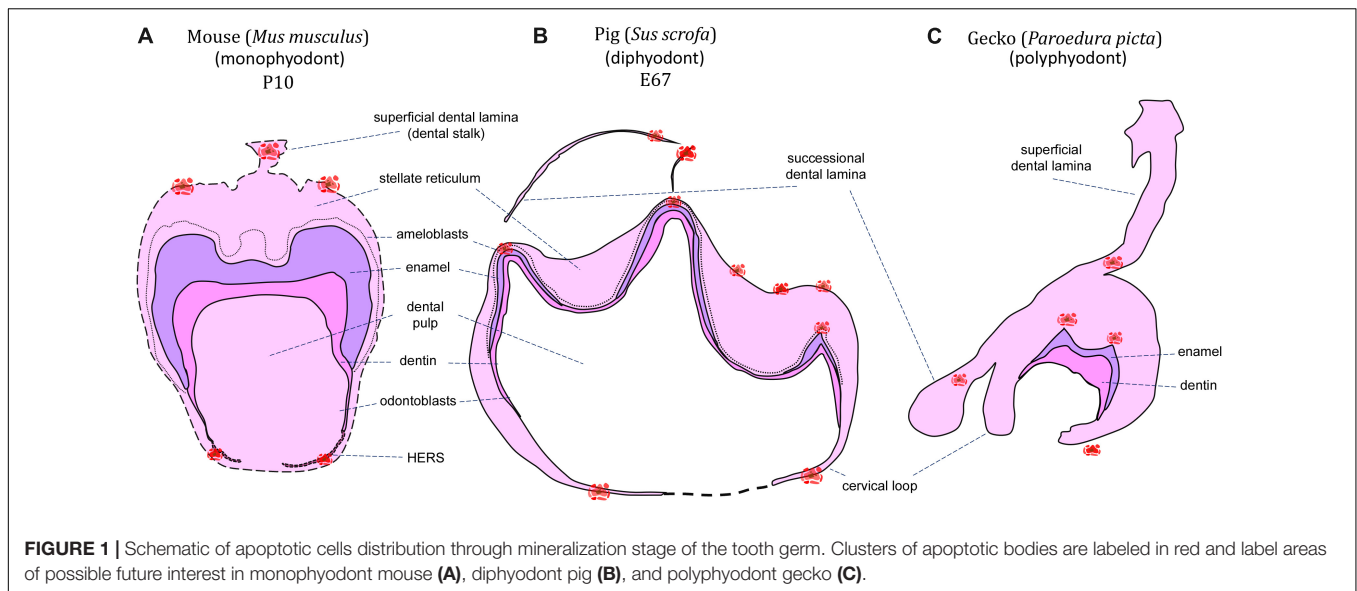 A Mouse (Mus musculus)
(monophyodont)
P10
B Pig (Sus scrofa)
(diphyodont)
E67
C Gecko (Paroedura picta)
(polyphyodont)
superficial dental lamina
(dental stalk)
stellate reticulum
ameloblasts
enamel
dental
pulp
dentin
odontoblasts
HERS
successional
dental lamina
cervical loop
superficial
dental lamina
enamel
dentin
FIGURE 1 | Schematic of apoptotic cells distribution through mineralization stage of the tooth germ. Clusters of apoptotic bodies are labeled in red and label areas
of possible future interest in monophyodont mouse (A), diphyodont pig (B), and polyphyodont gecko (C).